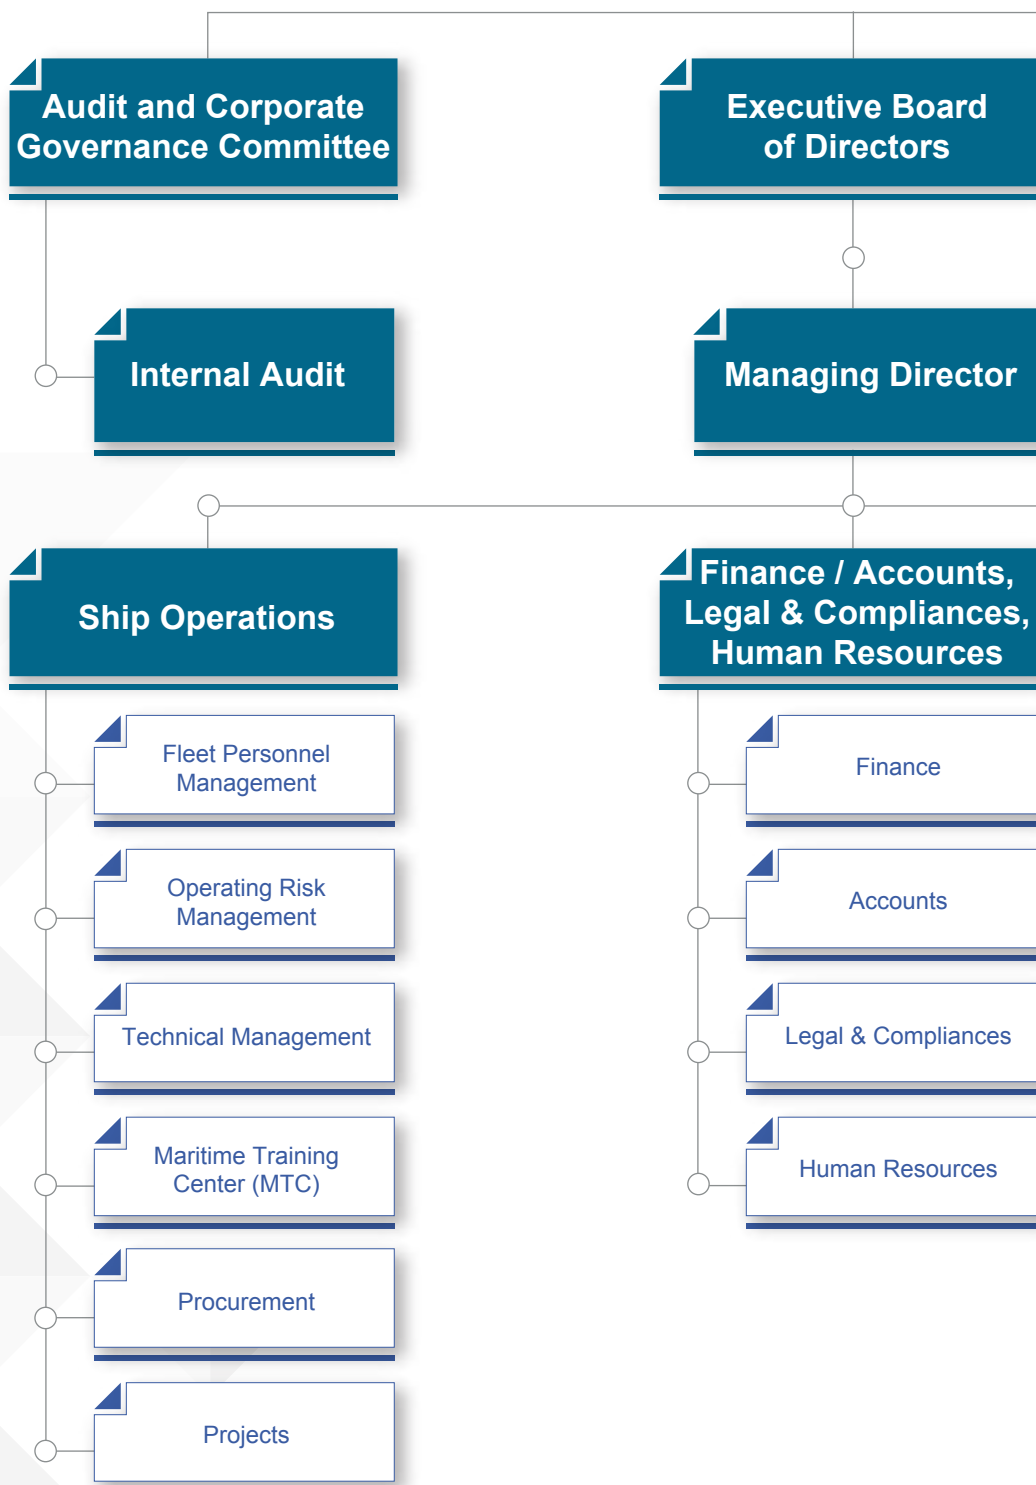 Audit and Corporate
Governance Committee
Executive Board
of Directors
Internal Audit
Managing Director
Ship Operations
Finance / Accounts,
Legal & Compliances,
Human Resources
Fleet Personnel
Management
Operating Risk
Management
Technical Management
Maritime Training
Center (MTC)
Procurement
Projects
Finance
Accounts
Legal & Compliances
Human Resources